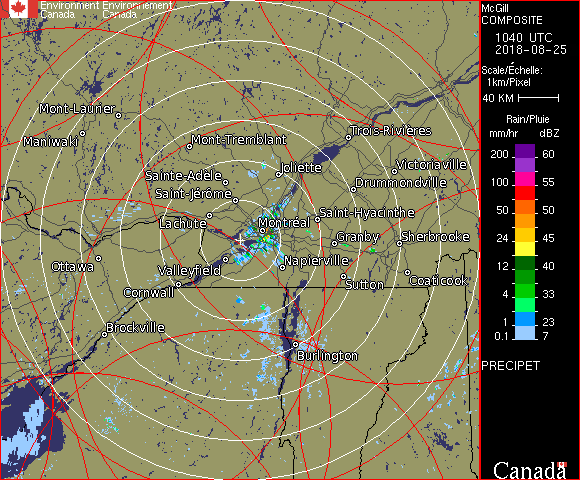 Environment Environnement
Canada Canada
McGill
COMPOSITE
1040 UTC
2018-08-25
Scale/Échelle:
1km/Pixel
40 KM
Rain/Pluie
mm/hr dBZ
200 60
100 55
50 50
24 45
12 40
4 33
1 23
0.1 7
PRECIPET
Mont-Laurier
Maniwaki
Mont-Tremblant
Trois-Rivières
Joliette
Victoriaville
Sainte-Adèle
Drummondville
Saint-Jérôme
Saint-Hyacinthe
Lachute
Montréal
Granby
Sherbrooke
Ottawa
Valleyfield
Napierville
Cornwall
Sutton
Coaticook
Brockville
Burlington
Canada